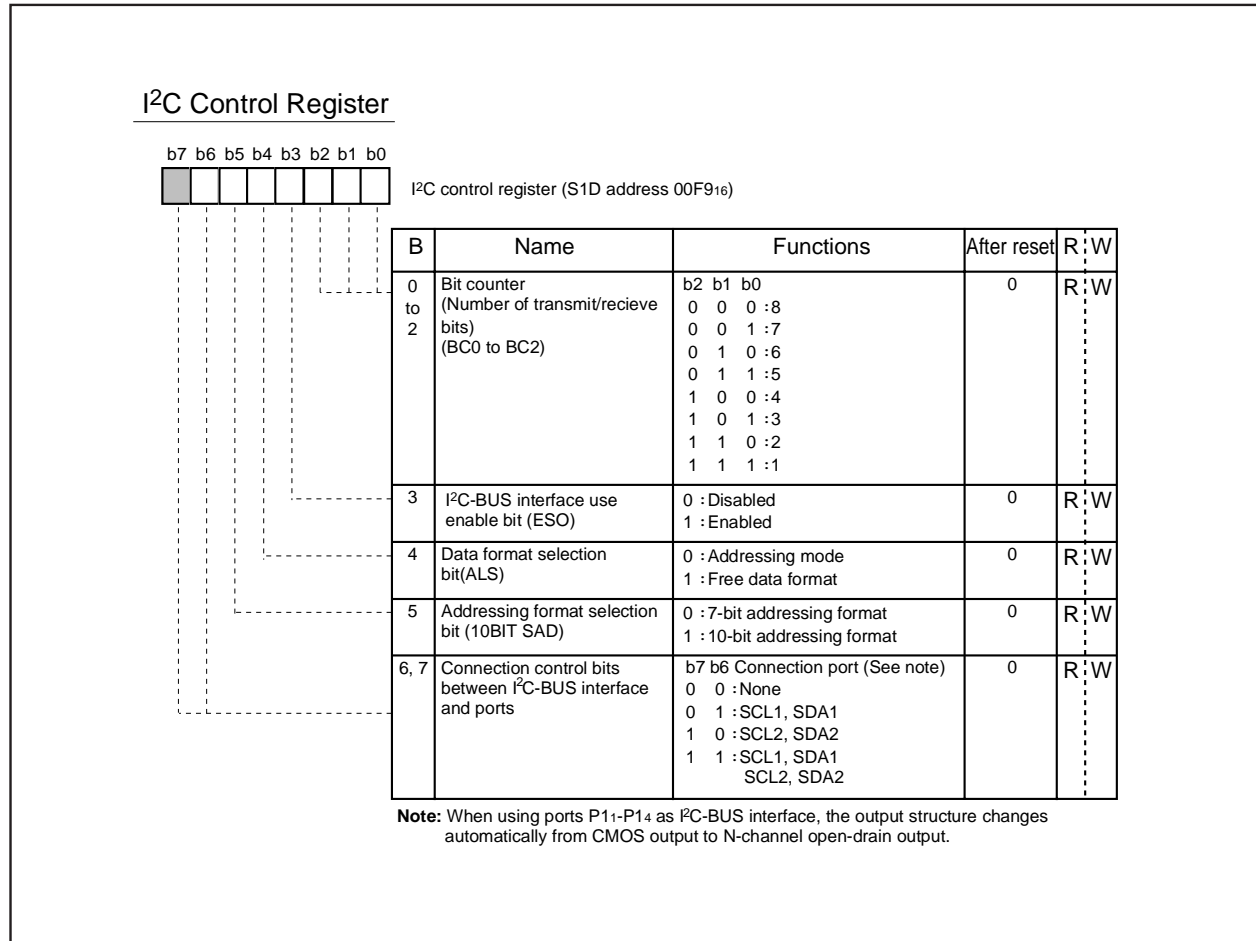 I2C Control Register
b7 b6 b5 b4 b3 b2 b1 b0
I2C control register (S1D address 00F916)
B Name Functions After reset R W
0 to 2
Bit counter
(Number of transmit/recieve
bits)
(BC0 to BC2)
b2 b1 b0
0 0 0 :8
0 0 1 :7
0 1 0 :6
0 1 1 :5
1 0 0 :4
1 0 1 :3
1 1 0 :2
1 1 1 :1
0 R W
3
I2C-BUS interface use
enable bit (ESO)
0 : Disabled
1 : Enabled
0 R W
4
Data format selection
bit(ALS)
0 : Addressing mode
1 : Free data format
0 R W
5
Addressing format selection
bit (10BIT SAD)
0 : 7-bit addressing format
1 : 10-bit addressing format
0 R W
6, 7
Connection control bits
between I2C-BUS interface
and ports
b7 b6 Connection port (See note)
0 0 : None
0 1 : SCL1, SDA1
1 0 : SCL2, SDA2
1 1 : SCL1, SDA1
SCL2, SDA2
0 R W
Note: When using ports P11-P14 as I2C-BUS interface, the output structure changes
automatically from CMOS output to N-channel open-drain output.